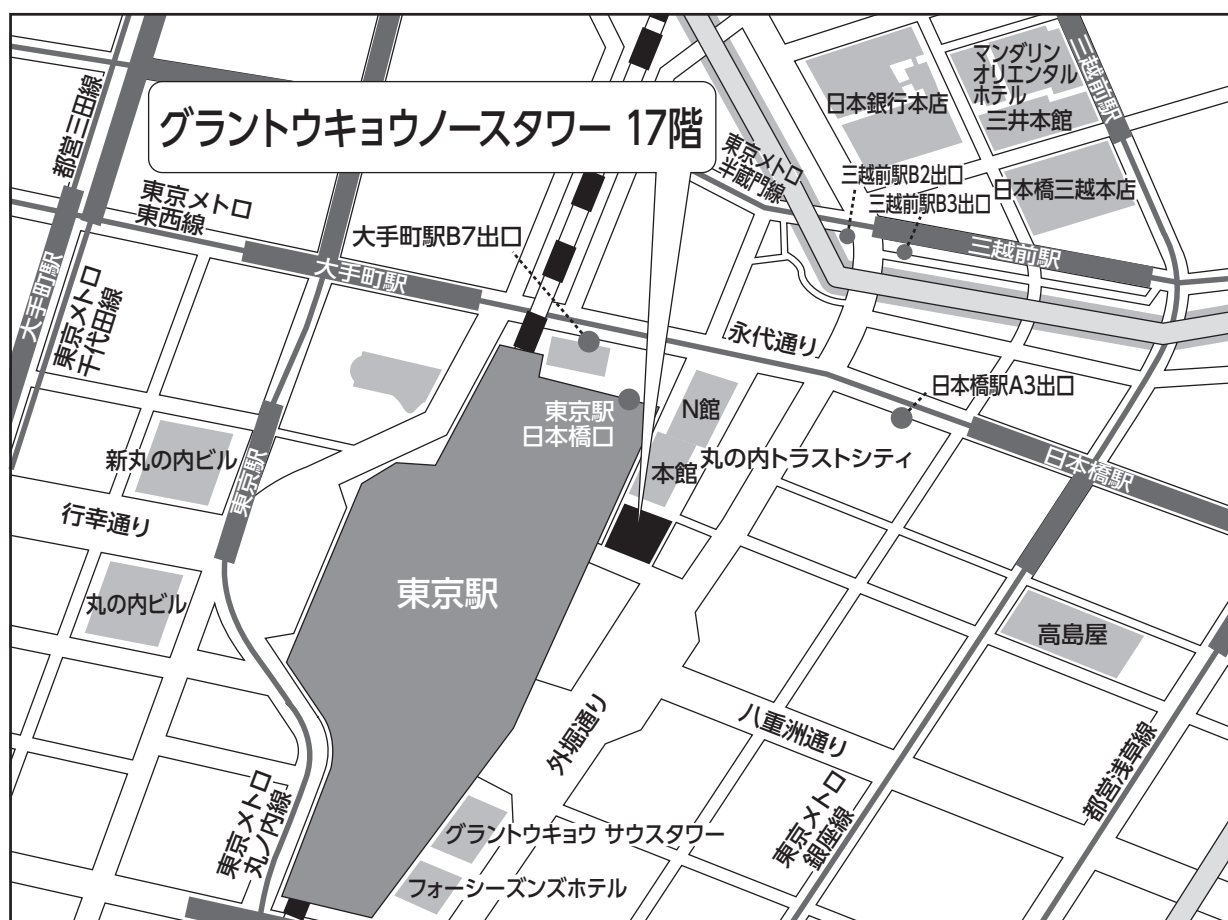 都営三田線
マンダリン
オリエンタル
ホテル
三井本館
三越前駅
日本銀行本店
グラントウキョウノースタワー 17階
東京メトロ
半蔵門線
三越前駅B2出口
三越前駅B3出口
日本橋三越本店
東京メトロ
東西線
大手町駅B7出口
大手町駅
三越前駅
大手町駅
東京メトロ
千代田線
永代通り
日本橋駅A3出口
東京駅
日本橋口
N館
本館
丸の内トラストシティ
日本橋駅
新丸の内ビル
東京駅
行幸通り
丸の内ビル
東京駅
高島屋
外堀通り
八重洲通り
都営浅草線
東京メトロ
丸ノ内線
東京メトロ
銀座線
グラントウキョウ サウスタワー
フォーシーズンズホテル